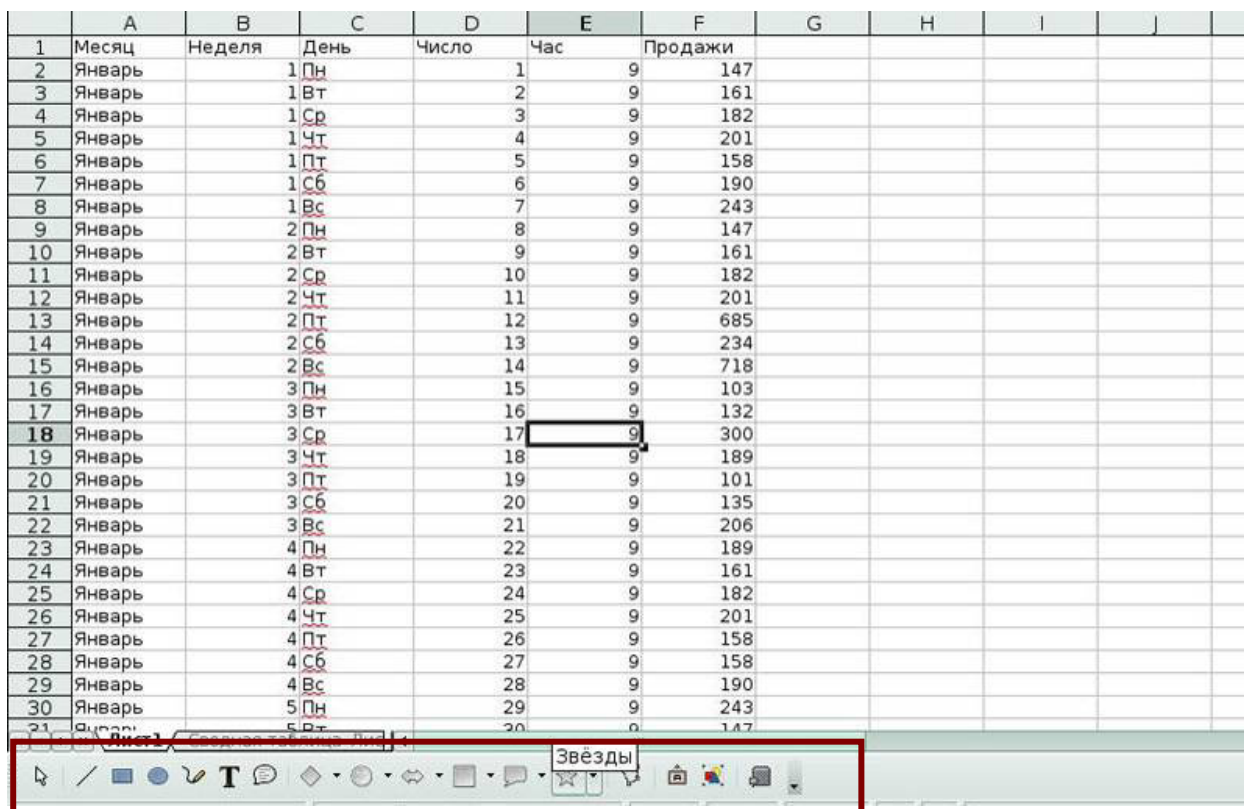 A B C D E F G H I J
1 Месяц Неделя День Число Час Продажи
2 Январь 1 Пн 1 9 147
3 Январь 1 Вт 2 9 161
4 Январь 1 Ср 3 9 182
5 Январь 1 Чт 4 9 201
6 Январь 1 Пт 5 9 158
7 Январь 1 Сб 6 9 190
8 Январь 1 Вс 7 9 243
9 Январь 2 Пн 8 9 147
10 Январь 2 Вт 9 9 161
11 Январь 2 Ср 10 9 182
12 Январь 2 Чт 11 9 201
13 Январь 2 Пт 12 9 685
14 Январь 2 Сб 13 9 234
15 Январь 2 Вс 14 9 718
16 Январь 3 Пн 15 9 103
17 Январь 3 Вт 16 9 132
18 Январь 3 Ср 17 9 300
19 Январь 3 Чт 18 9 189
20 Январь 3 Пт 19 9 101
21 Январь 3 Сб 20 9 135
22 Январь 3 Вс 21 9 206
23 Январь 4 Пн 22 9 189
24 Январь 4 Вт 23 9 161
25 Январь 4 Ср 24 9 182
26 Январь 4 Чт 25 9 201
27 Январь 4 Пт 26 9 158
28 Январь 4 Сб 27 9 158
29 Январь 4 Вс 28 9 190
30 Январь 5 Пн 29 9 243
31 Январь 5 Вт 30 9 147
Лист1 Сводная таблица_Лис
Звёзды
T